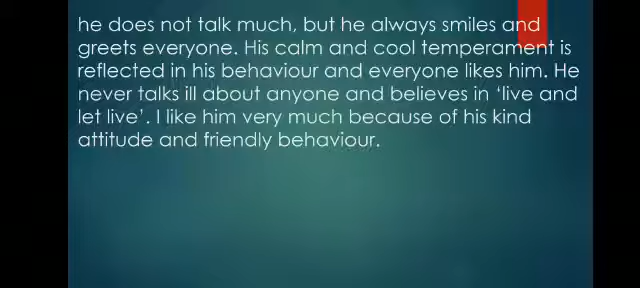 he does not talk much, but he always smiles and
greets everyone. His calm and cool temperament is
reflected in his behaviour and everyone likes him. He
never talks ill about anyone and believes in ‘live and
let live’. I like him very much because of his kind
attitude and friendly behaviour.